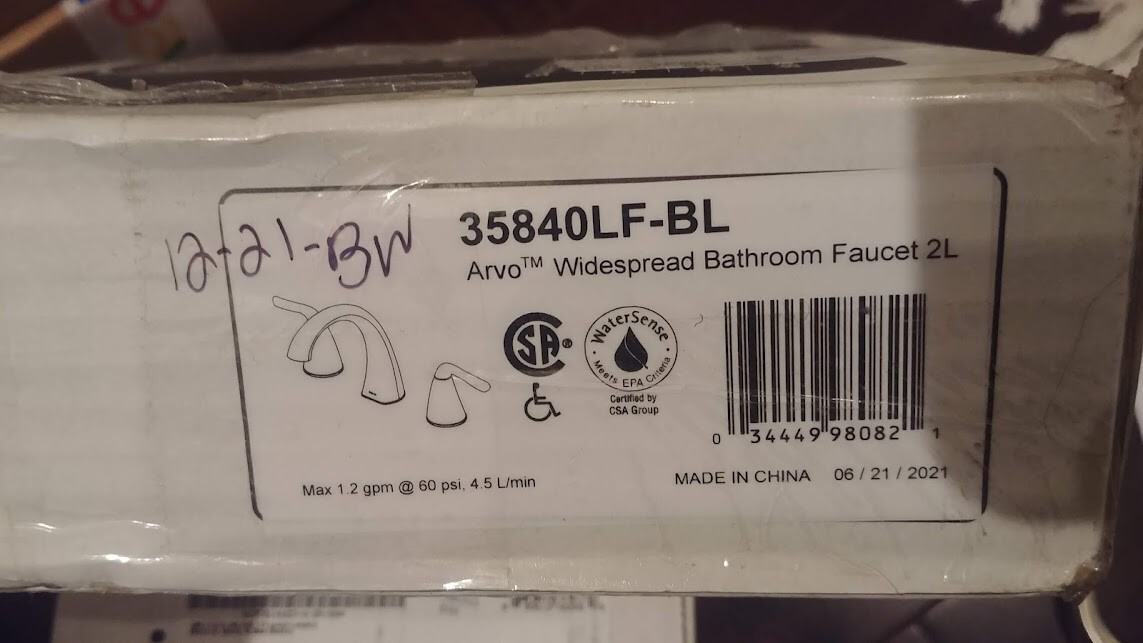 12-21-BW
35840LF-BL
Arvo™ Widespread Bathroom Faucet 2L
CSA®
WaterSense
Meets EPA Criteria
Certified by
CSA Group
0 34449 98082 1
Max 1.2 gpm @ 60 psi, 4.5 L/min
MADE IN CHINA 06 / 21 / 2021